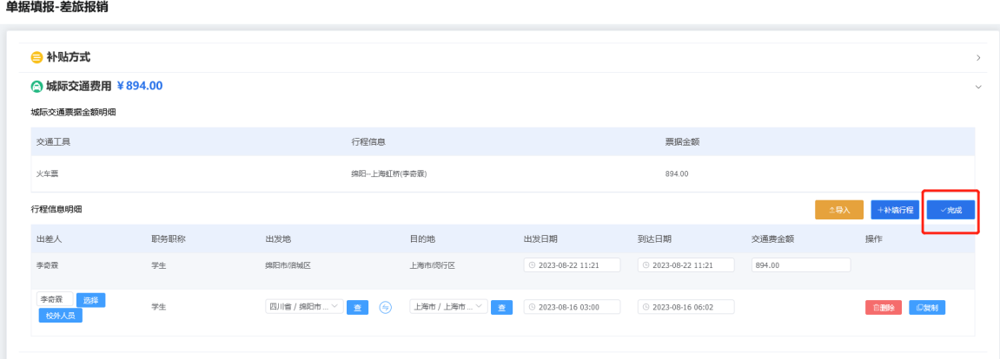 单据填报-差旅报销
补贴方式
城际交通费用 ¥894.00
城际交通票据金额明细
交通工具 行程信息 票据金额
火车票 绵阳--上海虹桥(李奇霖) 894.00
行程信息明细 导入 +补填行程 ✓完成
出差人 职务职称 出发地 目的地 出发日期 到达日期 交通费金额 操作
李奇霖 学生 绵阳市/涪城区 上海市/闵行区 2023-08-22 11:21 2023-08-22 11:21 894.00
李奇霖 选择 校外人员 学生 四川省 / 绵阳市 ... 查 上海市 / 上海市 ... 查 2023-08-16 03:00 2023-08-16 06:02 删除 复制